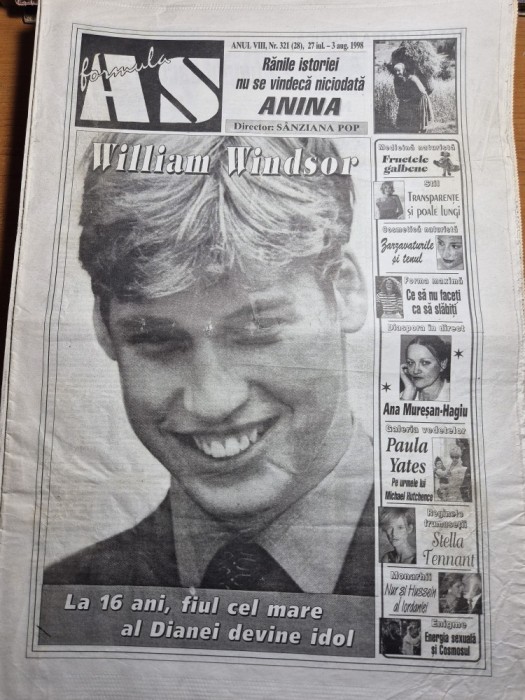 formula
AS
ANUL VIII, Nr. 321 (28), 27 iul. – 3 aug. 1998
Rănile istoriei
nu se vindecă niciodată
ANINA
Director: SÂNZIANA POP
William Windsor
La 16 ani, fiul cel mare
al Dianei devine idol
Medicină naturistă
Fructele
galbene
Stil
TRANSPARENTE
și poale lungi
Cosmetică naturistă
Zarzavaturile
și tenul
Forma maximă
Ce să nu faceți
ca să slăbiți
Diaspora în direct
Ana Mureșan-Hagiu
Galeria vedetelor
Paula
Yates
Pe urmele lui
Michael Hutchence
Reginele
frumuseții
Stella
Tennant
Monarhii
Nur și Hussein
al Iordaniei
Enigme
Energia sexuală
și Cosmosul